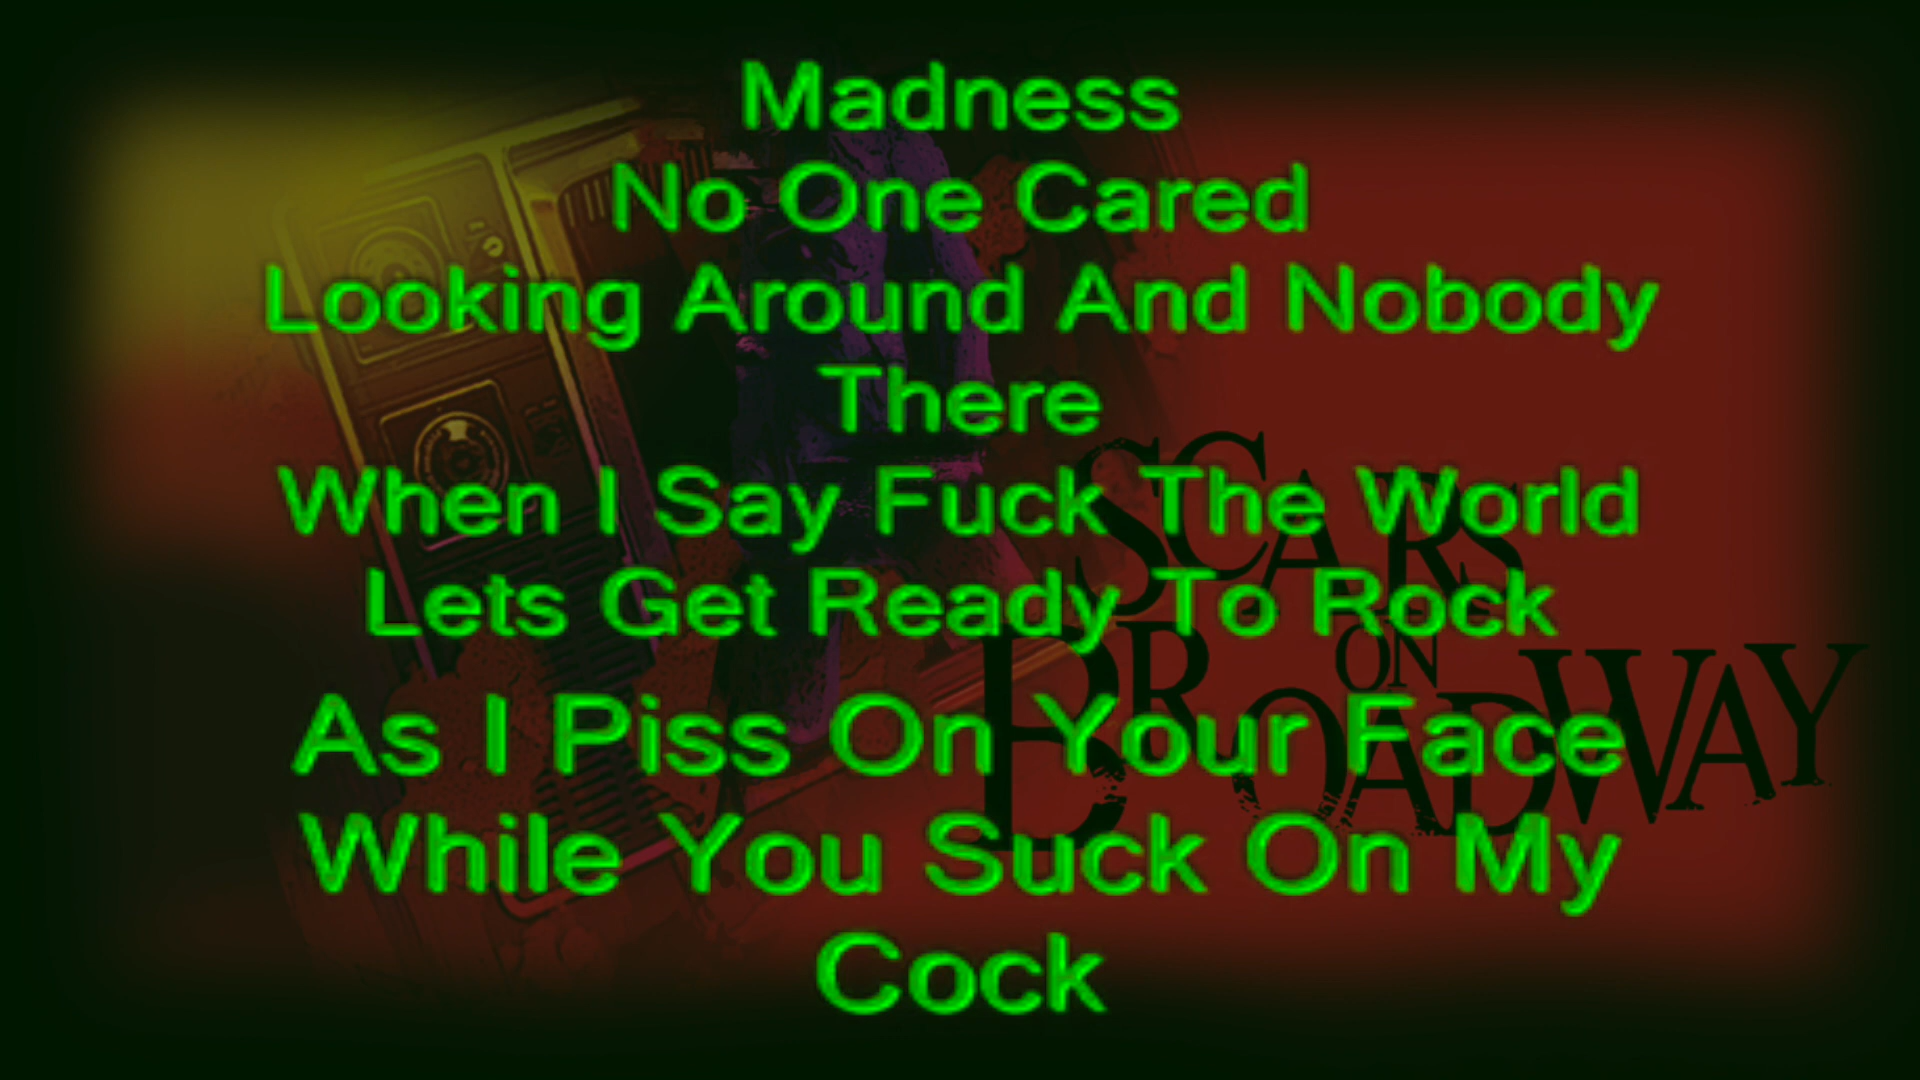 Madness
No One Cared
Looking Around And Nobody
There
When I Say Fuck The World
Lets Get Ready To Rock
As I Piss On Your Face
While You Suck On My
Cock
SCARS
ON
BROADWAY